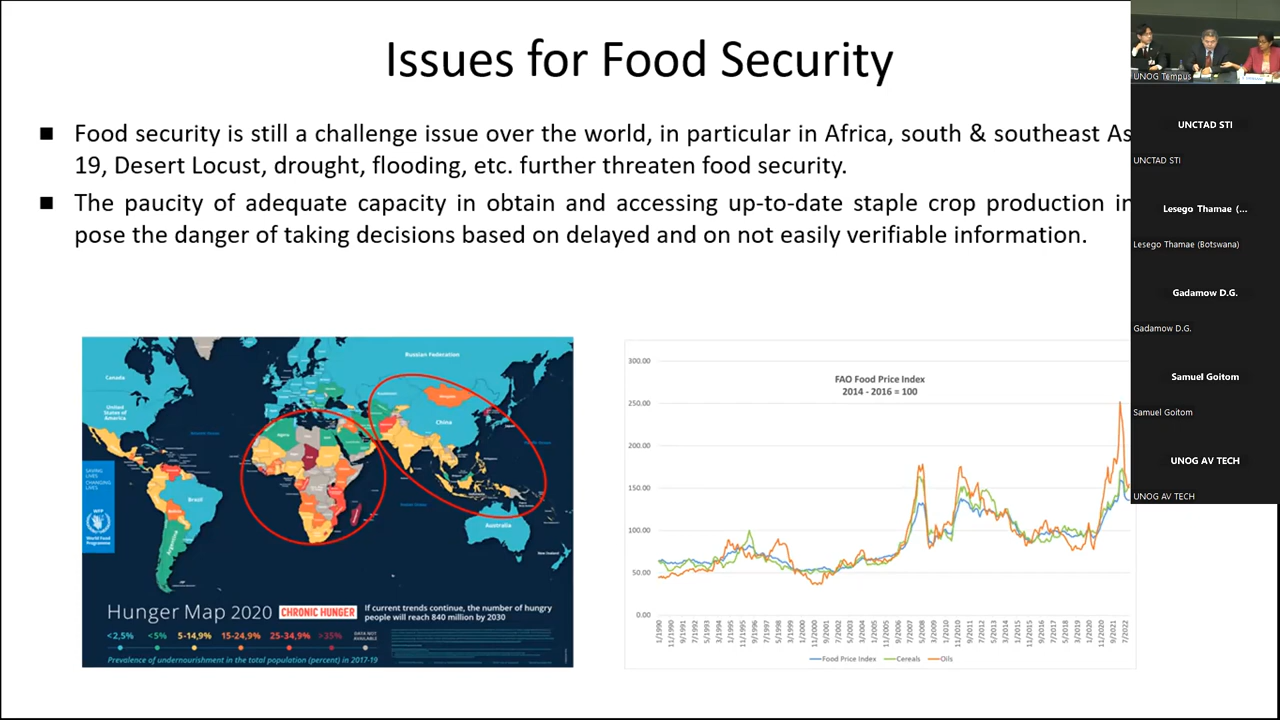 Issues for Food Security
UNOG Tempus
■ Food security is still a challenge issue over the world, in particular in Africa, south & southeast As
19, Desert Locust, drought, flooding, etc. further threaten food security.
■ The paucity of adequate capacity in obtain and accessing up-to-date staple crop production in
pose the danger of taking decisions based on delayed and on not easily verifiable information.
UNCTAD STI
UNCTAD STI
Lesego Thamae (...
Lesego Thamae (Botswana)
Gadamow D.G.
Gadamow D.G.
Samuel Goitom
Samuel Goitom
UNOG AV TECH
UNOG AV TECH
Russian Federation
Canada
United
States of
America
China
Algeria
Brazil
Argentina
Australia
SAVING
LIVES
CHANGING
LIVES
WFP
World Food
Programme
Hunger Map 2020
CHRONIC HUNGER
If current trends continue, the number of hungry
people will reach 840 million by 2030
<2,5% <5% 5-14,9% 15-24,9% 25-34,9% >35% DATA NOT AVAILABLE
Prevalence of undernourishment in the total population (percent) in 2017-19
FAO Food Price Index
2014 - 2016 = 100
300.00
250.00
200.00
150.00
100.00
50.00
0.00
Food Price Index Cereals Oils